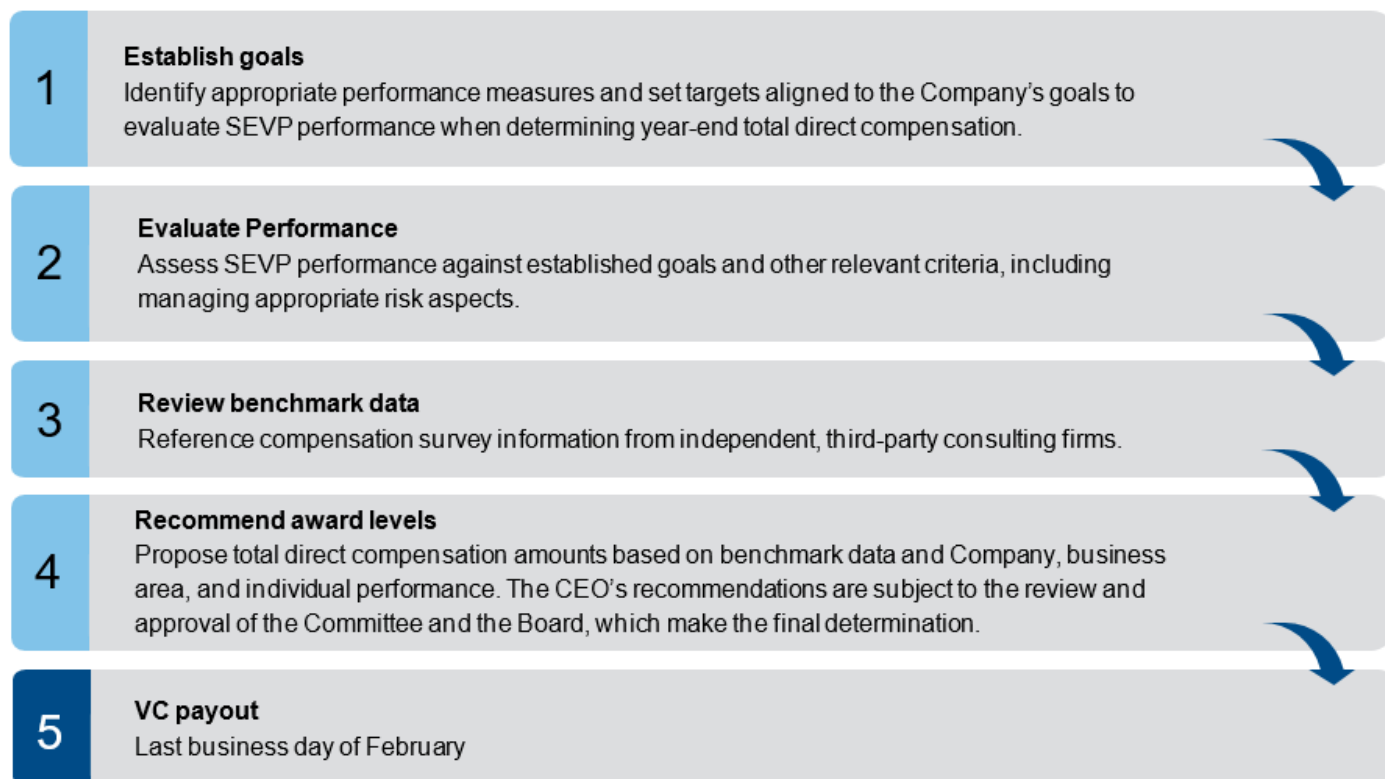 1
Establish goals
Identify appropriate performance measures and set targets aligned to the Company's goals to
evaluate SEVP performance when determining year-end total direct compensation.
2
Evaluate Performance
Assess SEVP performance against established goals and other relevant criteria, including
managing appropriate risk aspects.
3
Review benchmark data
Reference compensation survey information from independent, third-party consulting firms.
4
Recommend award levels
Propose total direct compensation amounts based on benchmark data and Company, business
area, and individual performance. The CEO's recommendations are subject to the review and
approval of the Committee and the Board, which make the final determination.
5
VC payout
Last business day of February